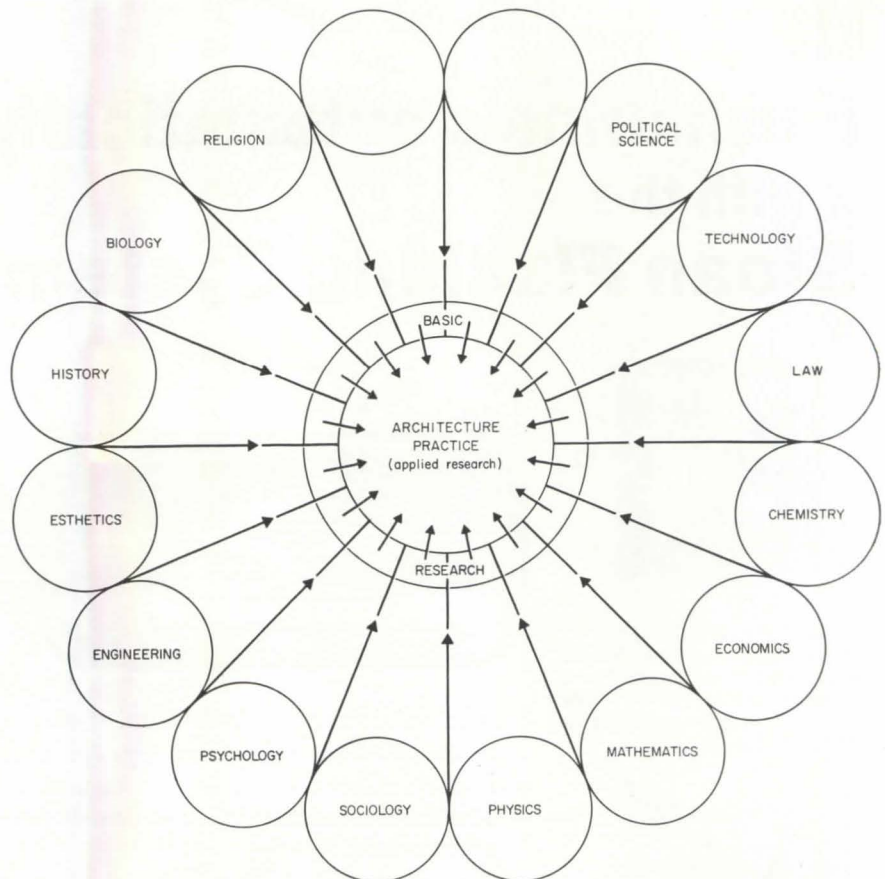 RELIGION
POLITICAL
SCIENCE
BIOLOGY
TECHNOLOGY
BASIC
HISTORY
LAW
ARCHITECTURE
PRACTICE
(applied research)
ESTHETICS
CHEMISTRY
RESEARCH
ENGINEERING
ECONOMICS
PSYCHOLOGY
MATHEMATICS
SOCIOLOGY
PHYSICS